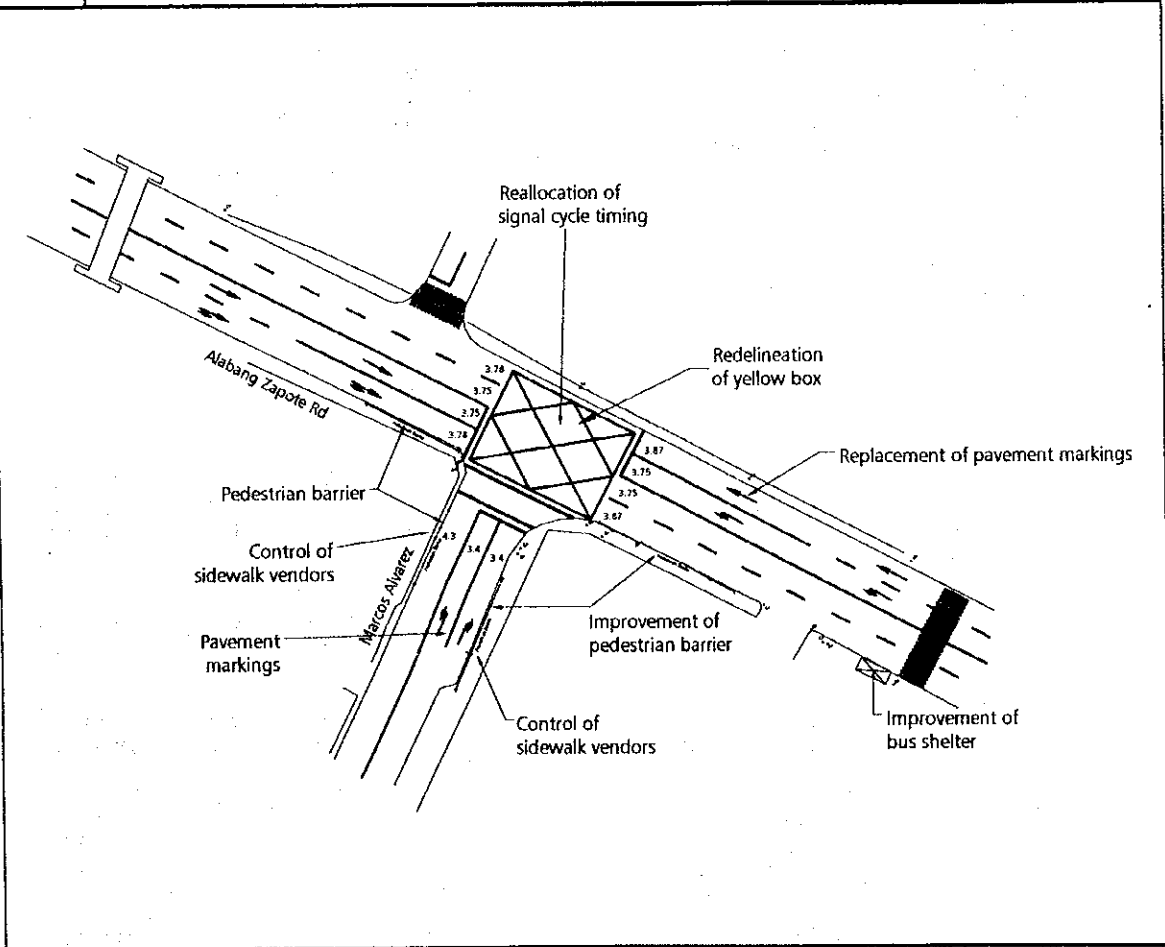 Reallocation of
signal cycle timing
Redelineation
of yellow box
Alabang Zapote Rd
3.78
3.75
3.75
3.78
3.87
3.75
3.75
3.87
Replacement of pavement markings
Pedestrian barrier
Control of
sidewalk vendors
4.3
3.4
3.4
Marcos Alvarez
Pavement
markings
Improvement of
pedestrian barrier
Control of
sidewalk vendors
Improvement of
bus shelter